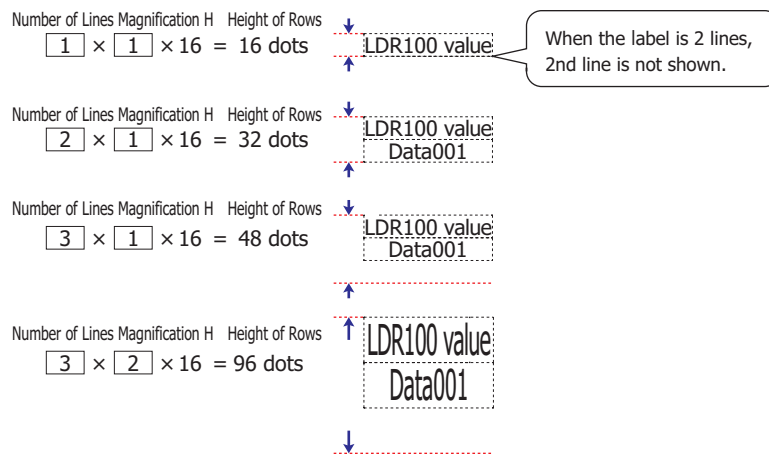 Number of Lines Magnification H Height of Rows
1 × 1 × 16 = 16 dots
LDR100 value
When the label is 2 lines,
2nd line is not shown.
Number of Lines Magnification H Height of Rows
2 × 1 × 16 = 32 dots
LDR100 value
Data001
Number of Lines Magnification H Height of Rows
3 × 1 × 16 = 48 dots
LDR100 value
Data001
Number of Lines Magnification H Height of Rows
3 × 2 × 16 = 96 dots
LDR100 value
Data001